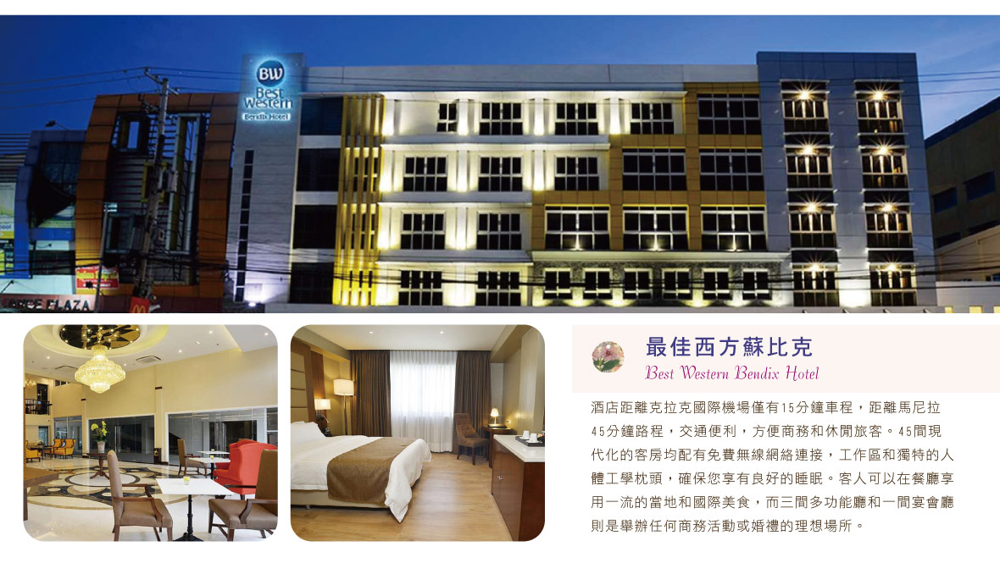 BW
Best
Western
Bendix Hotel
PLAZA
最佳西方蘇比克
Best Western Bendix Hotel
酒店距離克拉克國際機場僅有15分鐘車程，距離馬尼拉
45分鐘路程，交通便利，方便商務和休閒旅客。45間現
代化的客房均配有免費無線網絡連接，工作區和獨特的人
體工學枕頭，確保您享有良好的睡眠。客人可以在餐廳享
用一流的當地和國際美食，而三間多功能廳和一間宴會廳
則是舉辦任何商務活動或婚禮的理想場所。